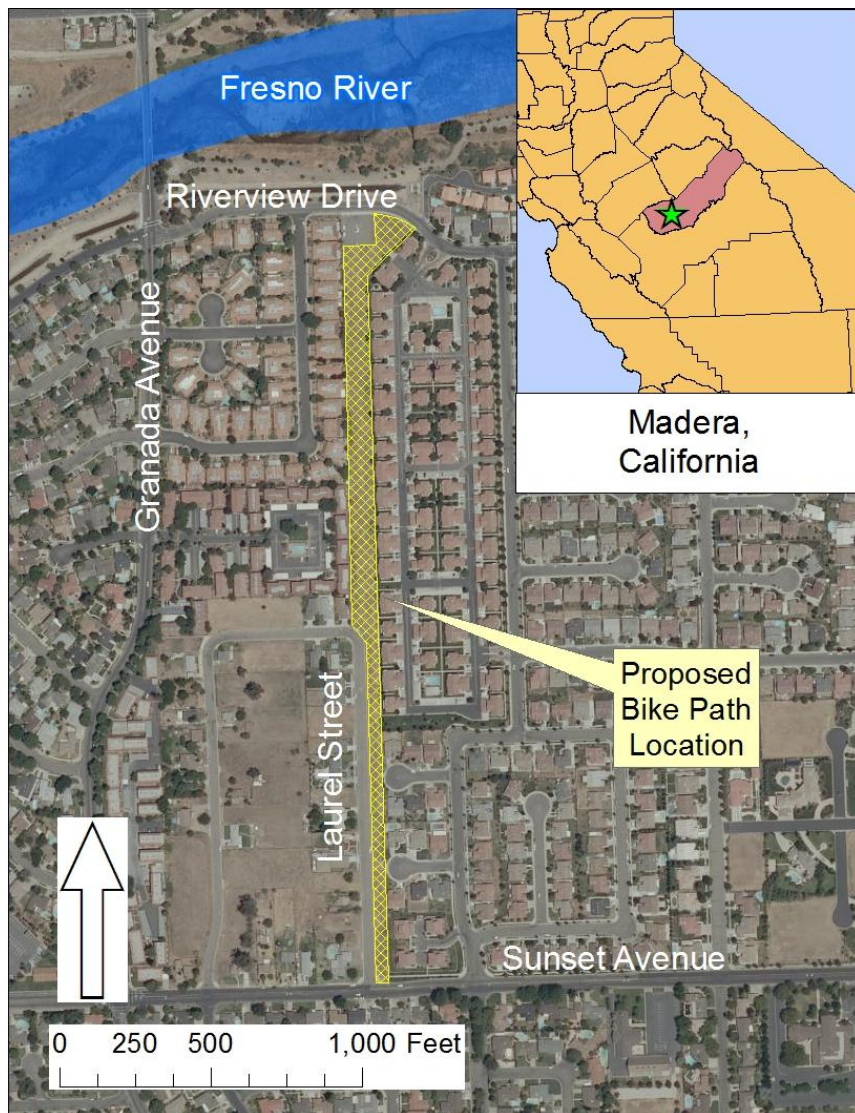 Fresno River
Riverview Drive
Granada Avenue
Madera,
California
Proposed
Bike Path
Location
Laurel Street
Sunset Avenue
0 250 500 1,000 Feet